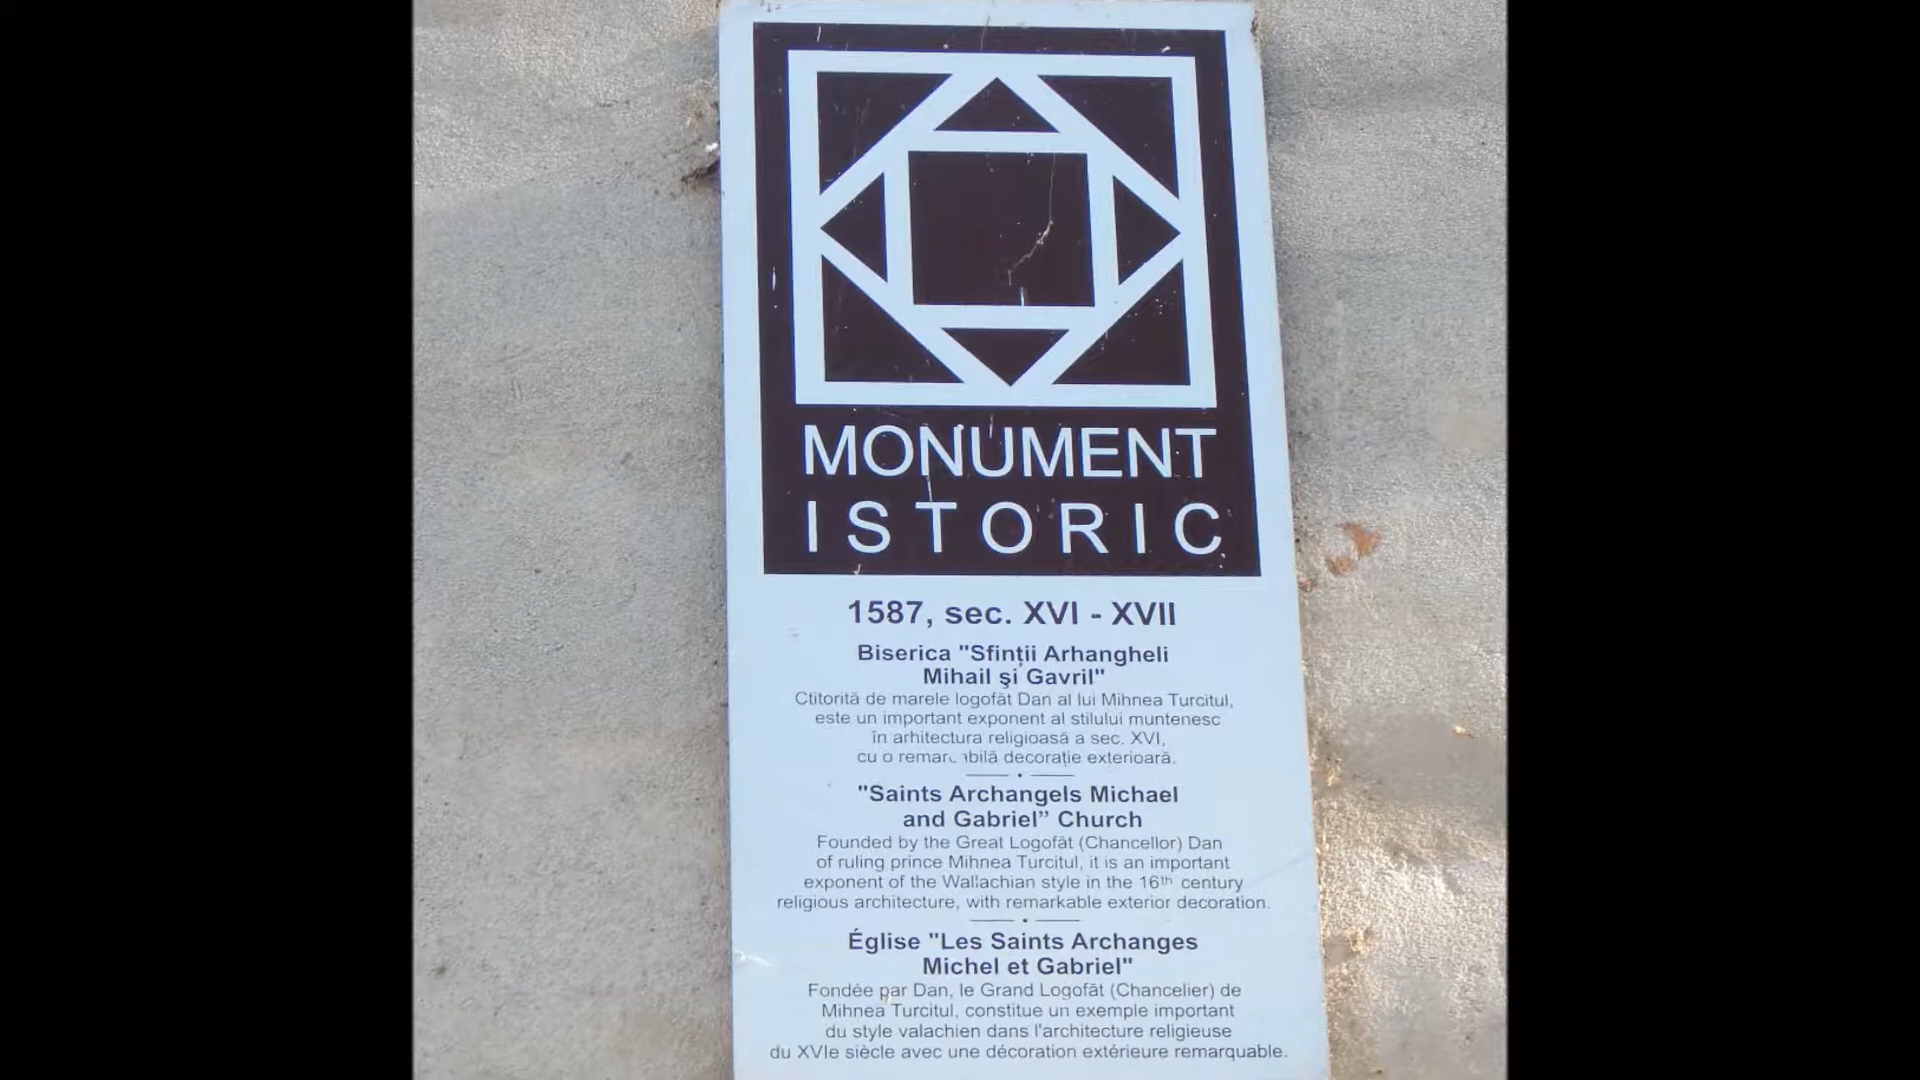 MONUMENT
ISTORIC
1587, sec. XVI - XVII
Biserica "Sfinții Arhangheli
Mihail şi Gavril"
Ctitorită de marele logofăt Dan al lui Mihnea Turcitul,
este un important exponent al stilului muntenesc
în arhitectura religioasă a sec. XVI,
cu o decorație exterioară.
"Saints Archangels Michael
and Gabriel” Church
Founded by the Great Logofăt (Chancellor) Dan
of ruling prince Mihnea Turcitul, it is an important
exponent of the Wallachian style in the 16th century
religious architecture, with remarkable exterior decoration.
Église "Les Saints Archanges
Michel et Gabriel"
Fondée par Dan, le Grand Logofăt (Chancelier) de
Mihnea Turcitul, constitue un exemple important
du style valachien dans l'architecture religieuse
du XVIe siècle avec une décoration extérieure remarquable.